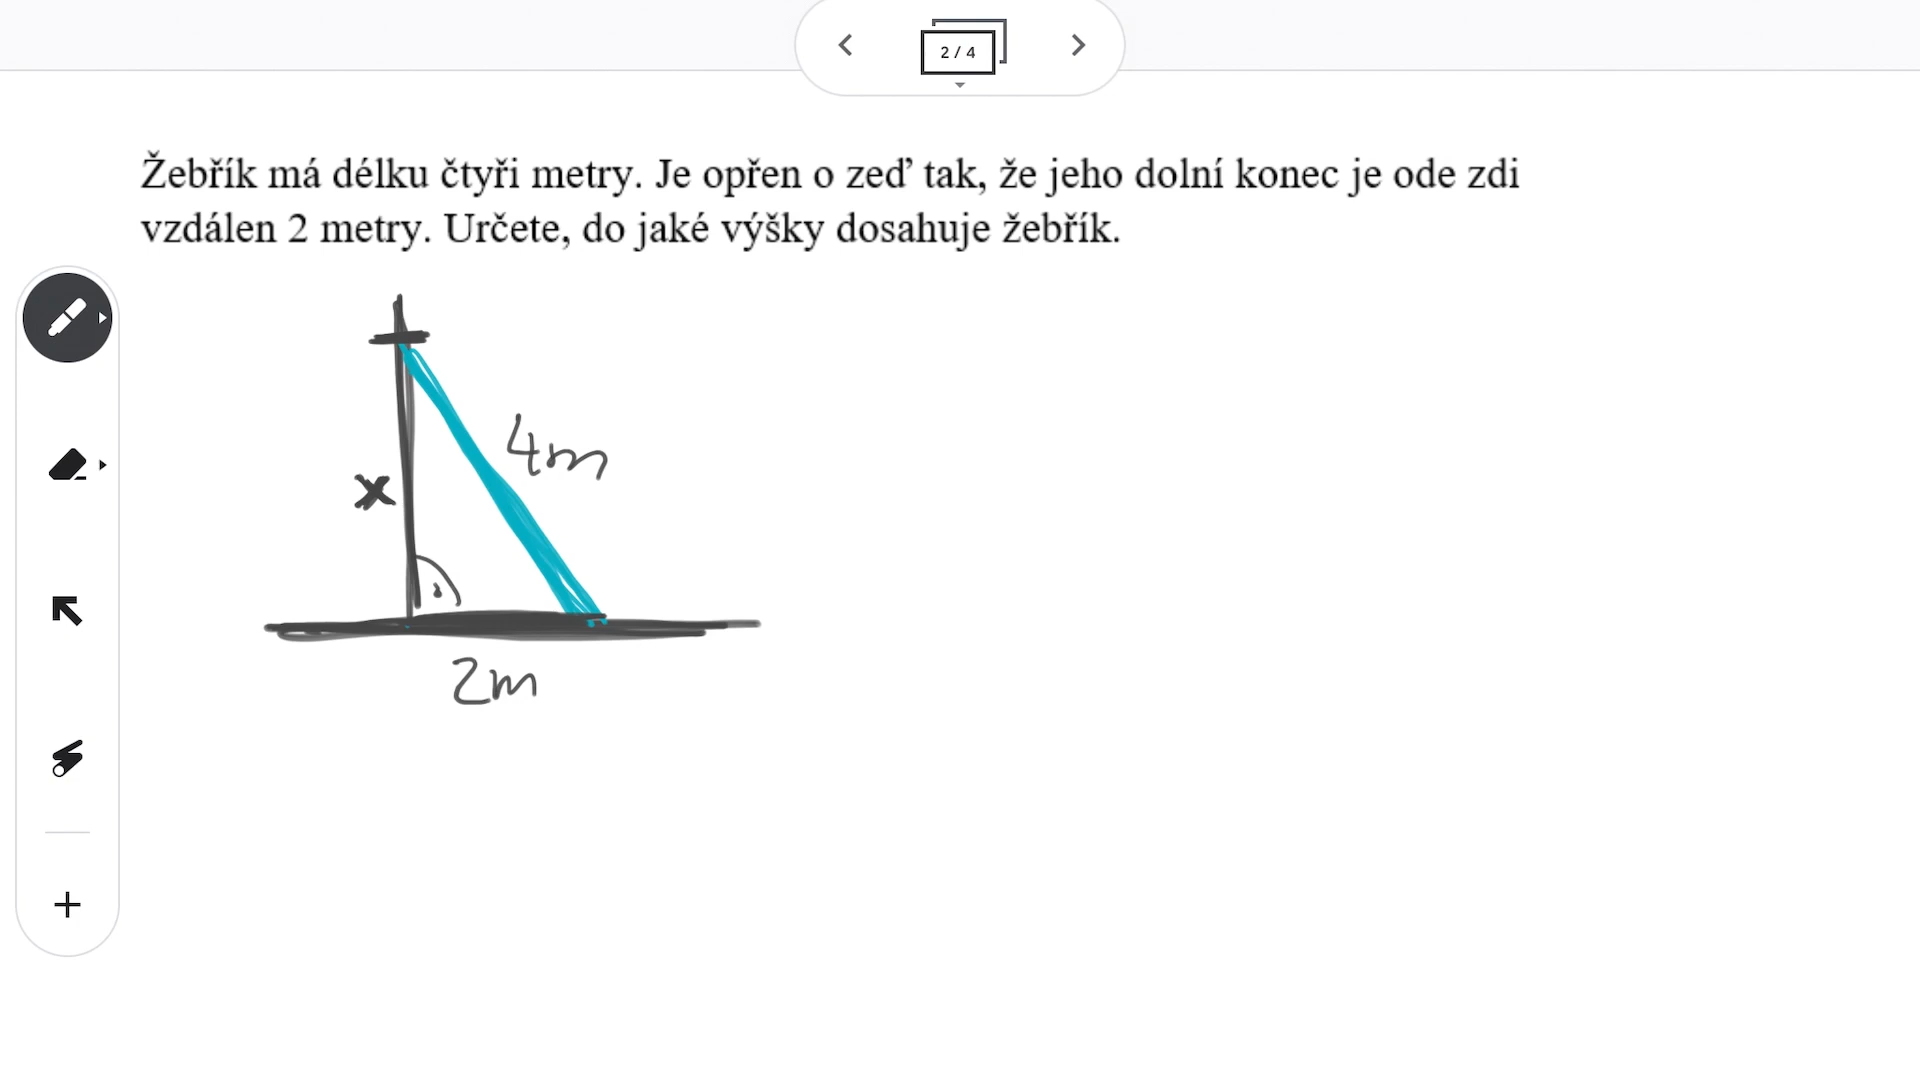 2 / 4
Žebřík má délku čtyři metry. Je opřen o zeď tak, že jeho dolní konec je ode zdi
vzdálen 2 metry. Určete, do jaké výšky dosahuje žebřík.
4m
x
2m